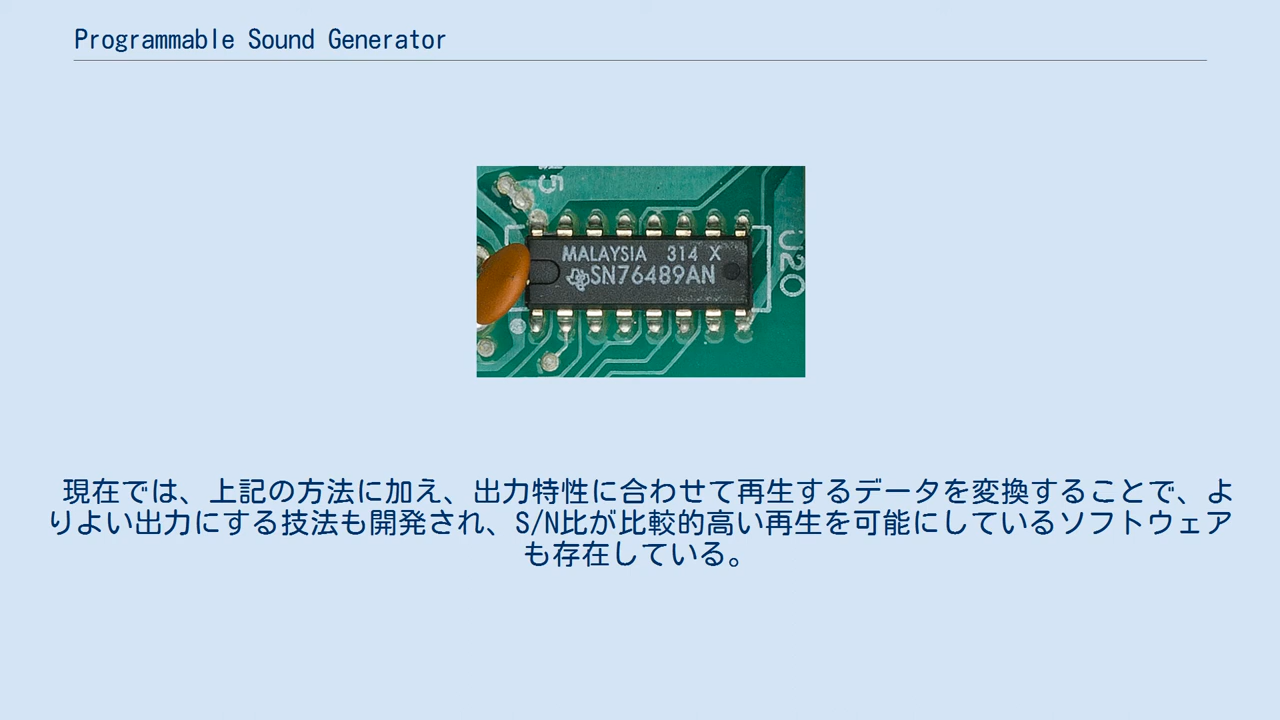 Programmable Sound Generator
MALAYSIA 314 X
SN76489AN
U20
現在では、上記の方法に加え、出力特性に合わせて再生するデータを変換することで、よ
りよい出力にする技法も開発され、S/N比が比較的高い再生を可能にしているソフトウェア
も存在している。